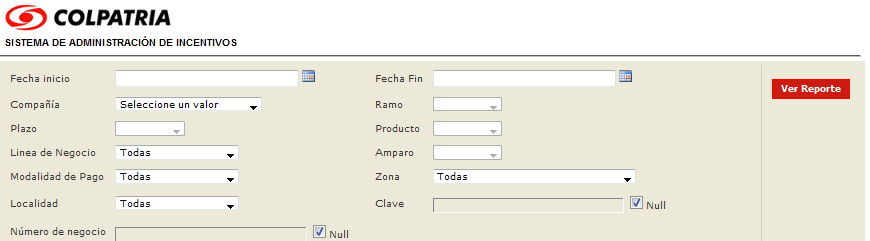 COLPATRIA
SISTEMA DE ADMINISTRACIÓN DE INCENTIVOS
Fecha inicio Fecha Fin
Ver Reporte
Compañía Seleccione un valor Ramo
Plazo Producto
Linea de Negocio Todas Amparo
Modalidad de Pago Todas Zona Todas
Localidad Todas Clave Null
Número de negocio Null